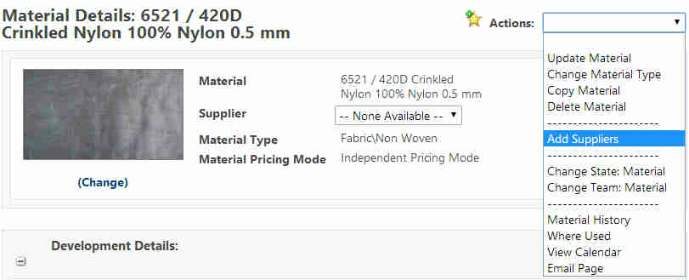 Material Details: 6521 / 420D
Crinkled Nylon 100% Nylon 0.5 mm
Actions:
Update Material
Change Material Type
Copy Material
Delete Material
-----------------------
Add Suppliers
-----------------------
Change State: Material
Change Team: Material
-----------------------
Material History
Where Used
View Calendar
Email Page
Material 6521 / 420D Crinkled
Nylon 100% Nylon 0.5 mm
Supplier -- None Available --
Material Type Fabric\Non Woven
Material Pricing Mode Independent Pricing Mode
(Change)
Development Details: